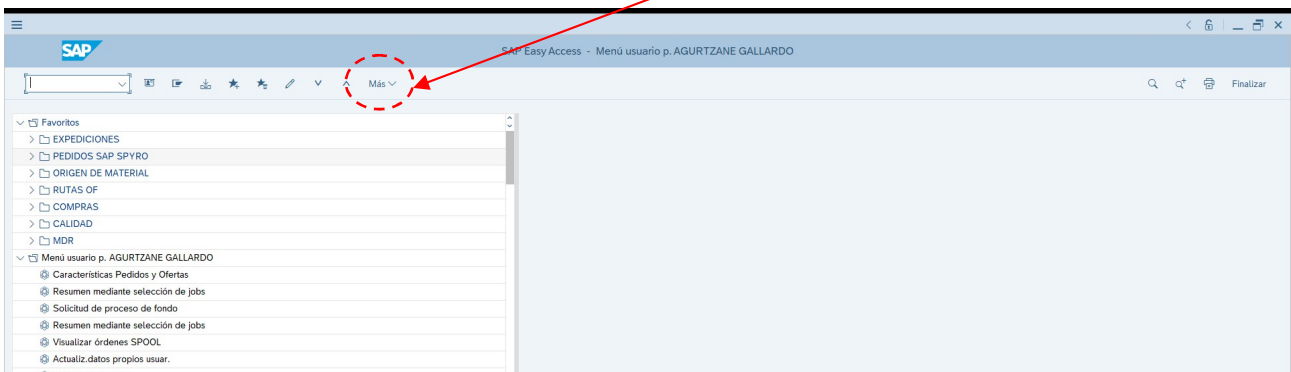 SAP
SAP Easy Access - Menú usuario p. AGURTZANE GALLARDO
Más
Finalizar
Favoritos
EXPEDICIONES
PEDIDOS SAP SPYRO
ORIGEN DE MATERIAL
RUTAS OF
COMPRAS
CALIDAD
MDR
Menú usuario p. AGURTZANE GALLARDO
Características Pedidos y Ofertas
Resumen mediante selección de jobs
Solicitud de proceso de fondo
Resumen mediante selección de jobs
Visualizar órdenes SPOOL
Actualiz.datos propios usuar.